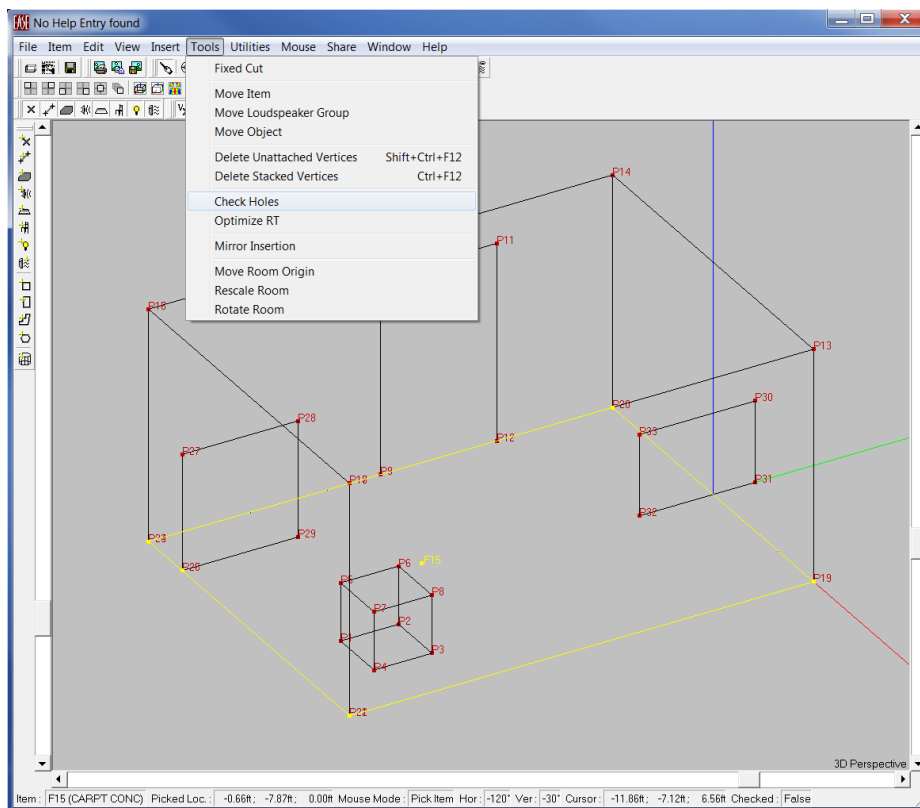 EASE No Help Entry found
File Item Edit View Insert Tools Utilities Mouse Share Window Help
Fixed Cut
Move Item
Move Loudspeaker Group
Move Object
Delete Unattached Vertices Shift+Ctrl+F12
Delete Stacked Vertices Ctrl+F12
Check Holes
Optimize RT
Mirror Insertion
Move Room Origin
Rescale Room
Rotate Room
P14
P11
P13
P30
P28
P33
P27
P12
P9
P31
P29
P32
F15
P6
P19
P8
P7
P2
P3
P4
3D Perspective
Item : F15 (CARPT CONC) Picked Loc. : -0.66ft; -7.87ft; 0.00ft Mouse Mode : Pick Item Hor: -120° Ver: -30° Cursor : -11.86ft; -7.12ft; 6.56ft Checked : False